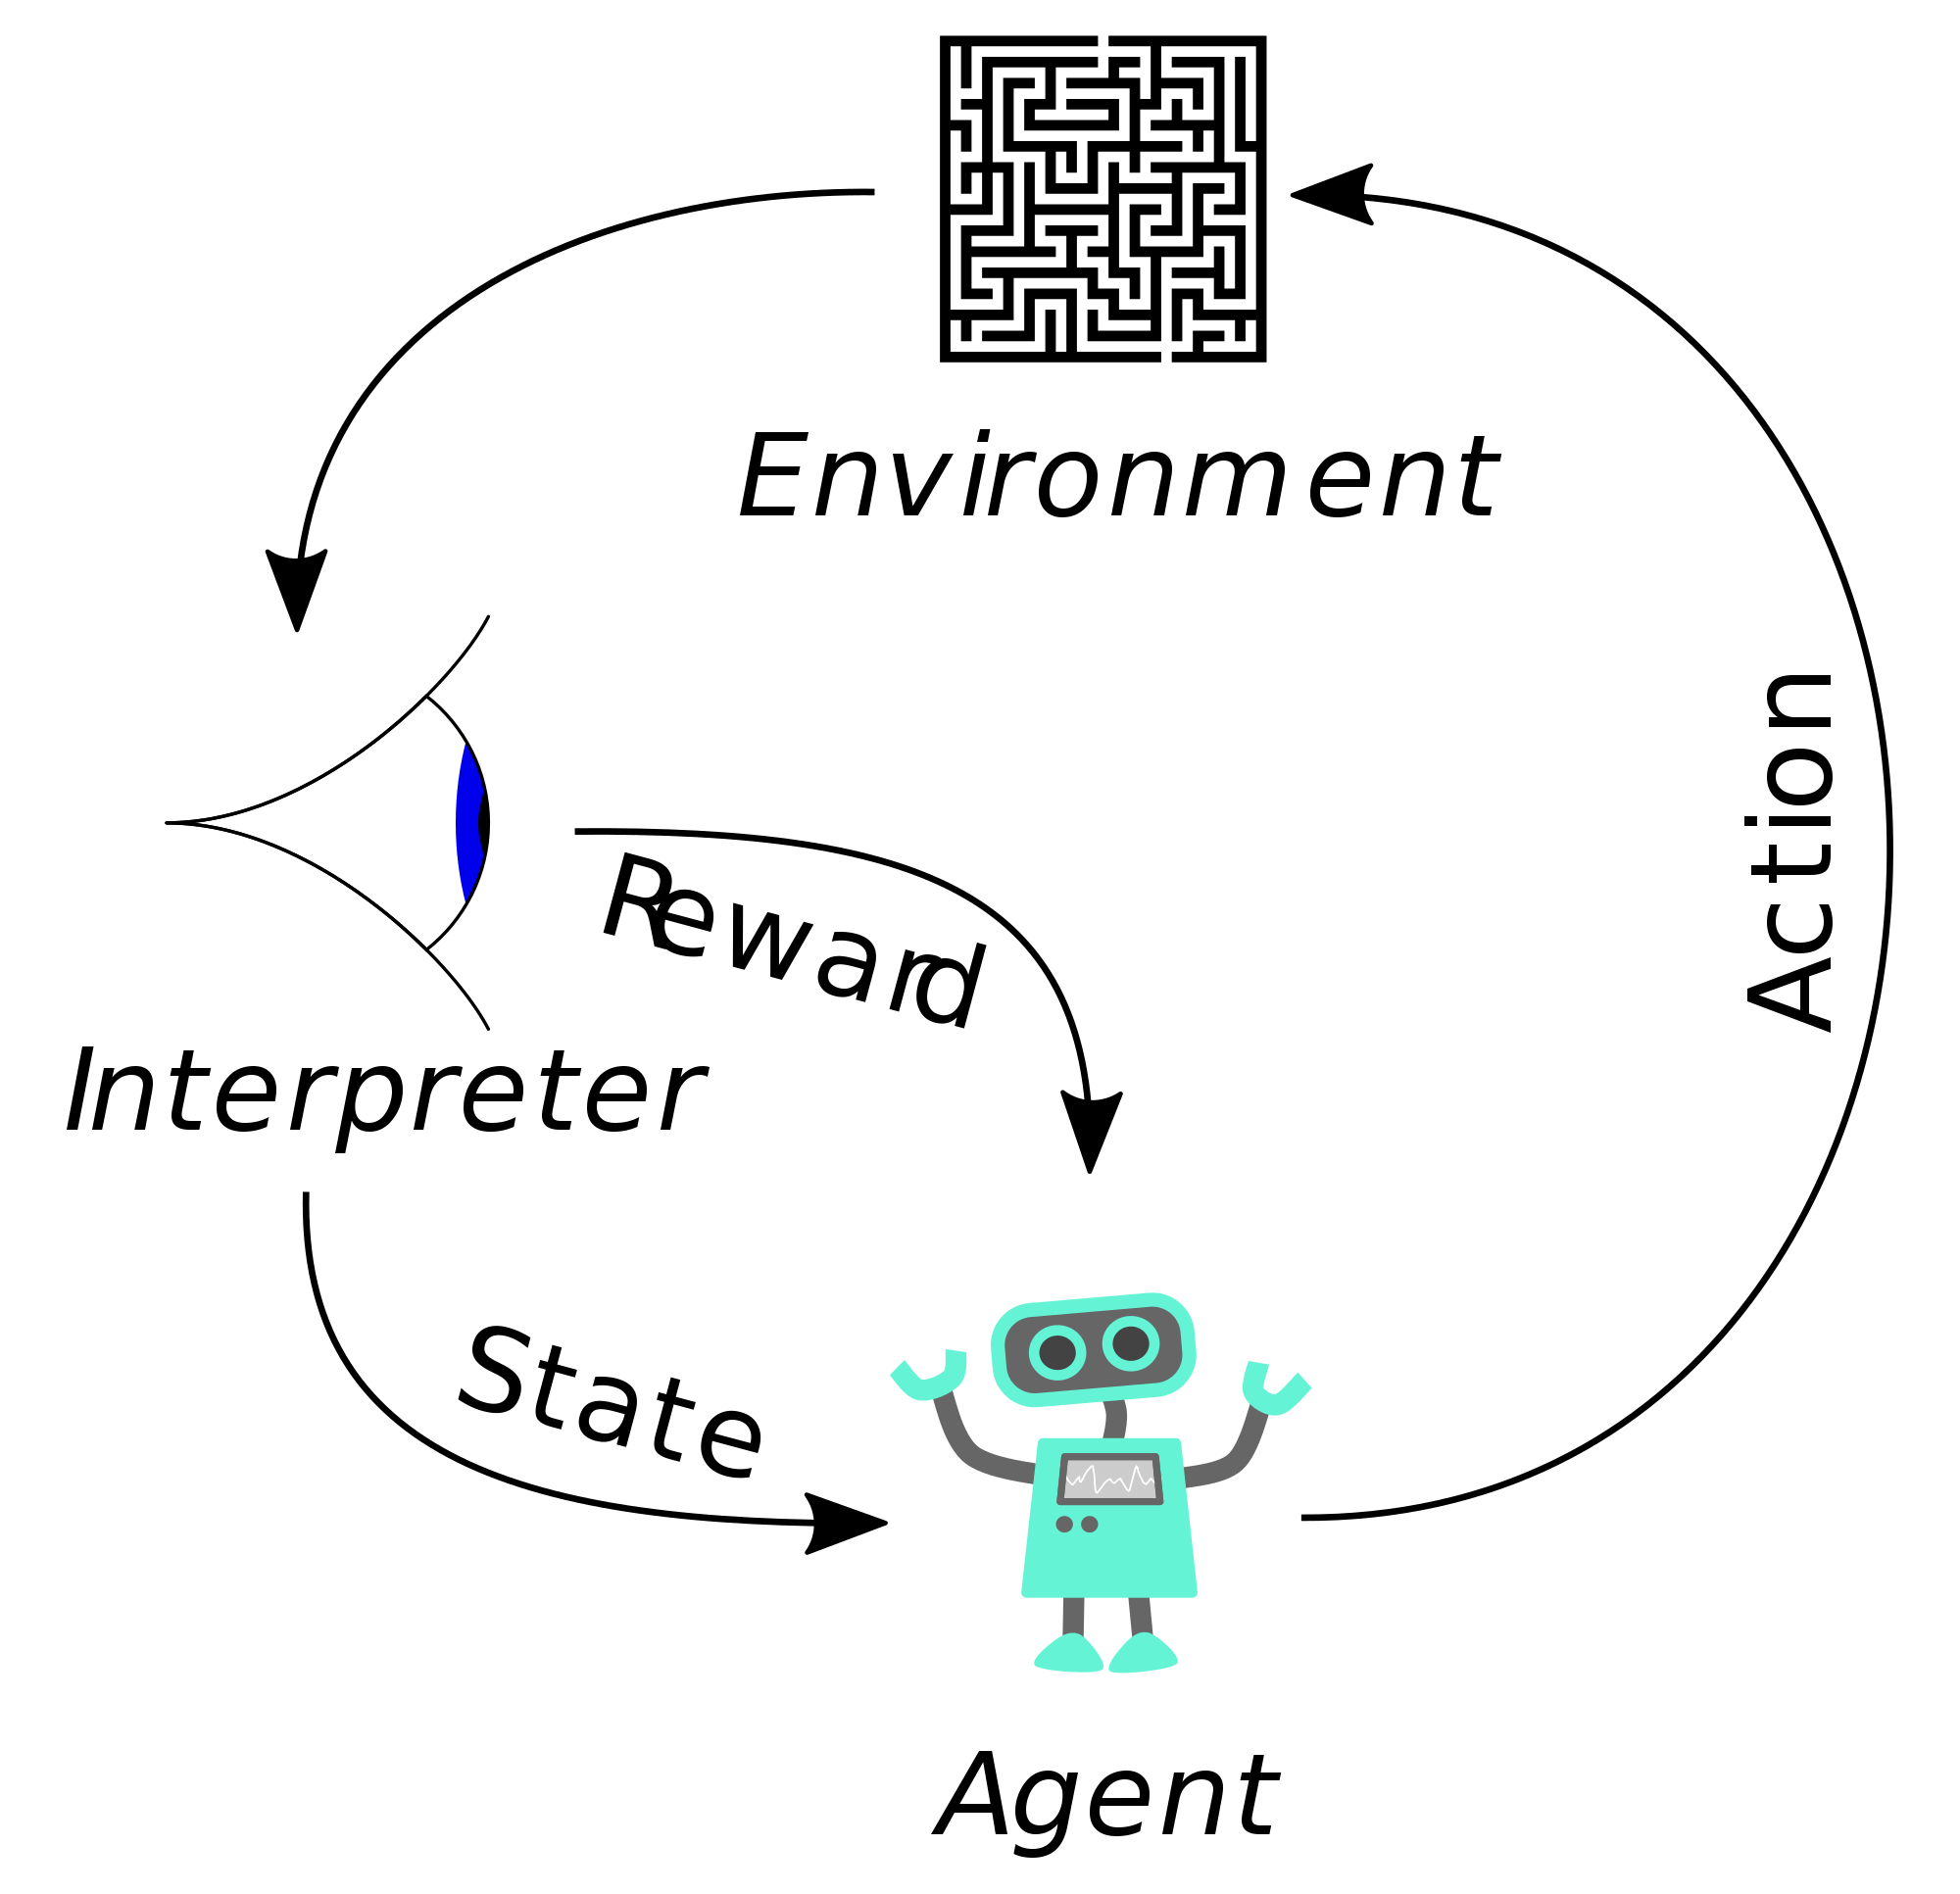 Environment
Action
Reward
Interpreter
State
Agent